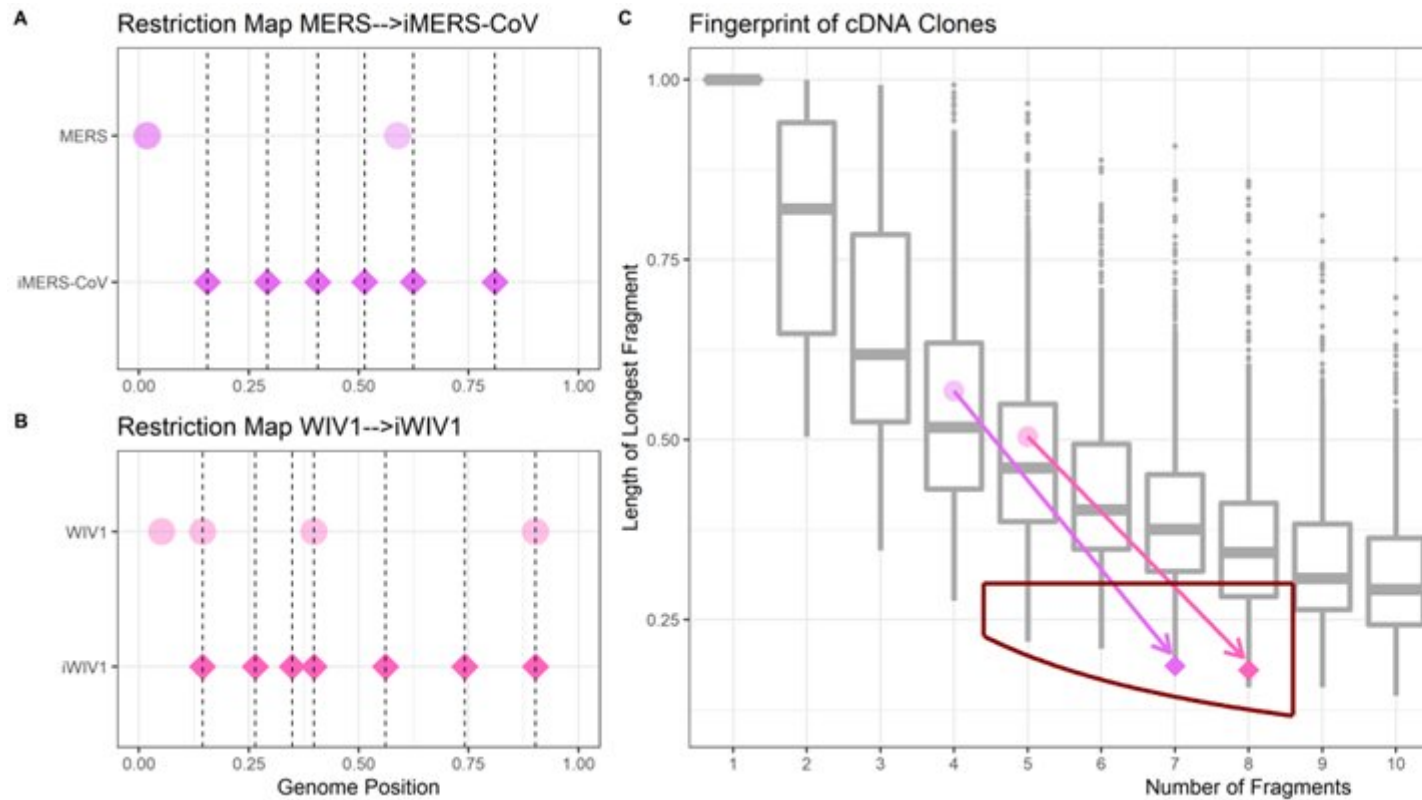 A
Restriction Map MERS-->iMERS-CoV
MERS
iMERS-CoV
0.00 0.25 0.50 0.75 1.00
B
Restriction Map WIV1-->iWIV1
WIV1
iWIV1
0.00 0.25 0.50 0.75 1.00
Genome Position
C
Fingerprint of cDNA Clones
Length of Longest Fragment
1.00
0.75
0.50
0.25
1 2 3 4 5 6 7 8 9 10
Number of Fragments